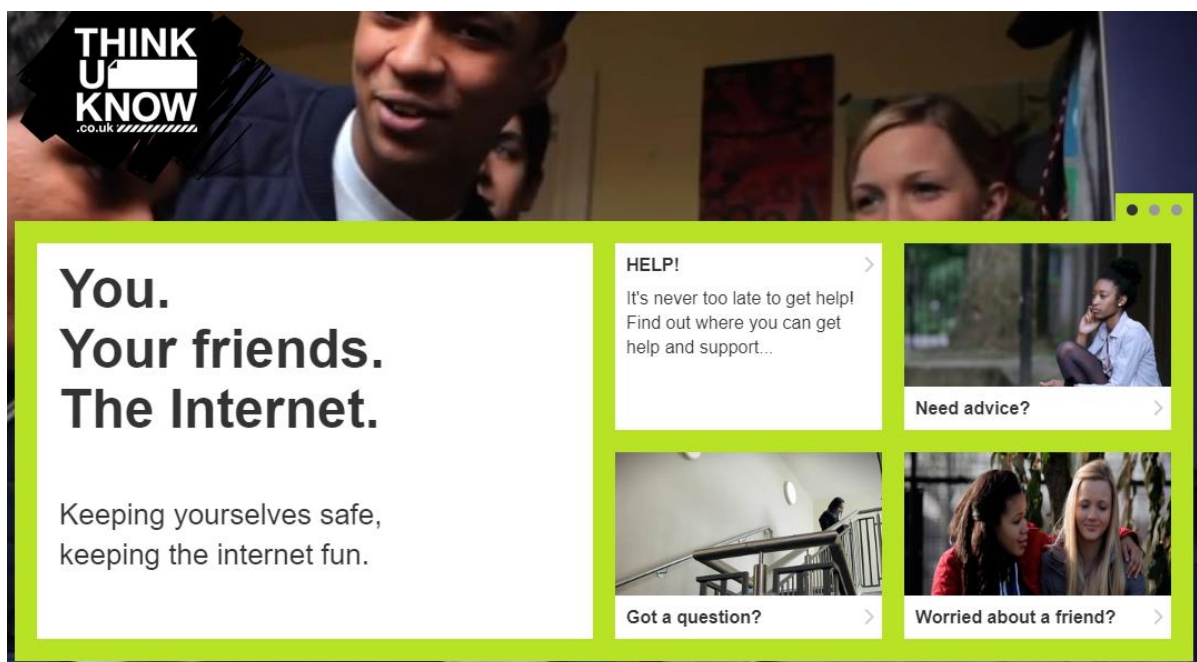 THINK
U
KNOW
.co.uk
You.
Your friends.
The Internet.
Keeping yourselves safe,
keeping the internet fun.
HELP!
It's never too late to get help!
Find out where you can get
help and support...
Need advice?
Got a question?
Worried about a friend?